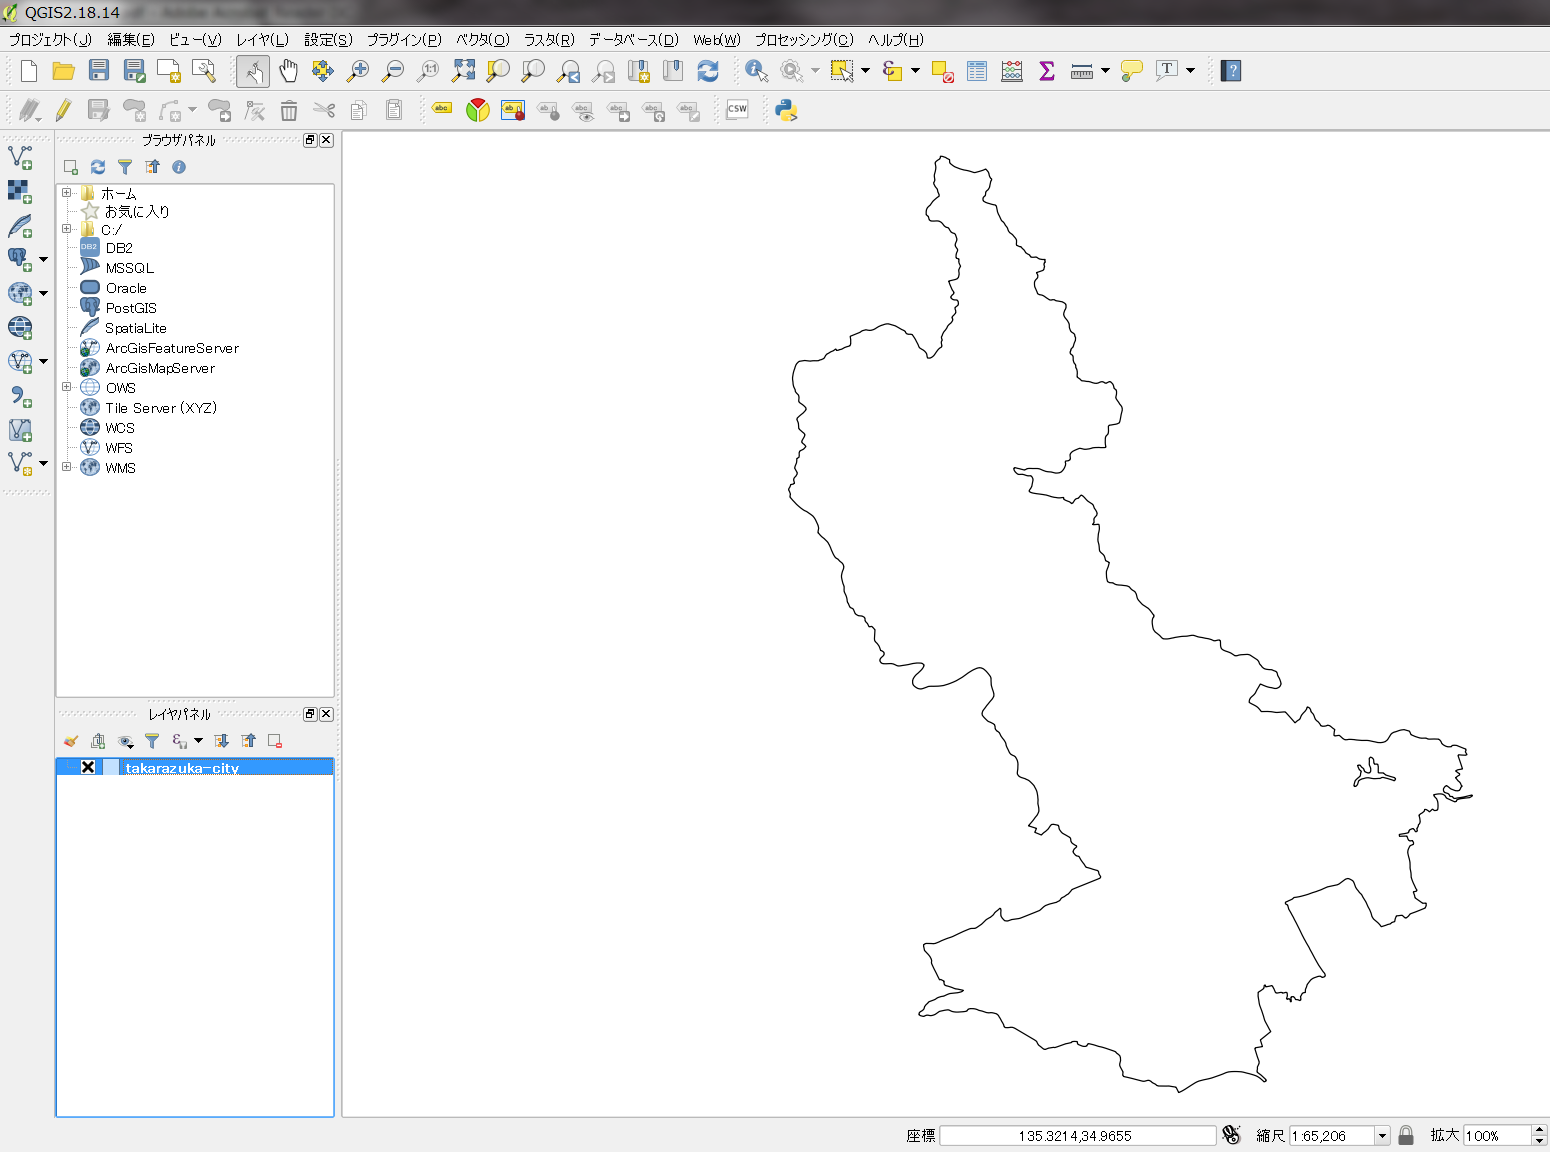 QGIS2.18.14
プロジェクト(J) 編集(E) ビュー(V) レイヤ(L) 設定(S) プラグイン(P) ベクタ(O) ラスタ(R) データベース(D) Web(W) プロセッシング(C) ヘルプ(H)
ブラウザパネル
ホーム
お気に入り
C:/
DB2
MSSQL
Oracle
PostGIS
SpatiaLite
ArcGisFeatureServer
ArcGisMapServer
OWS
Tile Server (XYZ)
WCS
WFS
WMS
レイヤパネル
takarazuka-city
座標 135.3214,34.9655 縮尺 1:65,206 拡大 100%